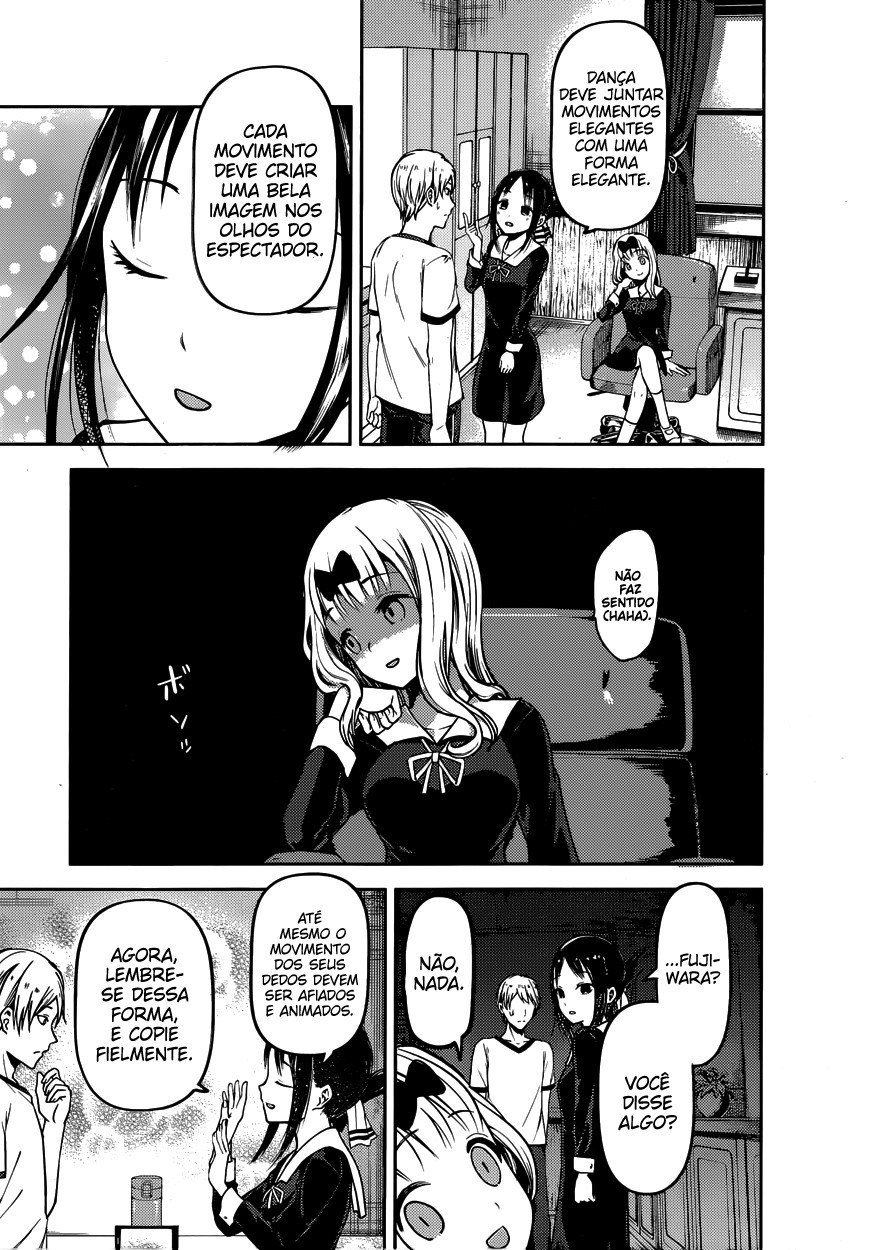 DANÇA
DEVE JUNTAR
MOVIMENTOS
ELEGANTES
COM UMA
FORMA
ELEGANTE.
CADA
MOVIMENTO
DEVE CRIAR
UMA BELA
IMAGEM NOS
OLHOS DO
ESPECTADOR.
NÃO
FAZ
SENTIDO
(HAHA).
ボソッ
...FUJI-
WARA?
VOCÊ
DISSE
ALGO?
NÃO,
NADA.
ATÉ
MESMO O
MOVIMENTO
DOS SEUS
DEDOS DEVEM
SER AFIADOS
E ANIMADOS.
AGORA,
LEMBRE-
SE DESSA
FORMA,
E COPIE
FIELMENTE.